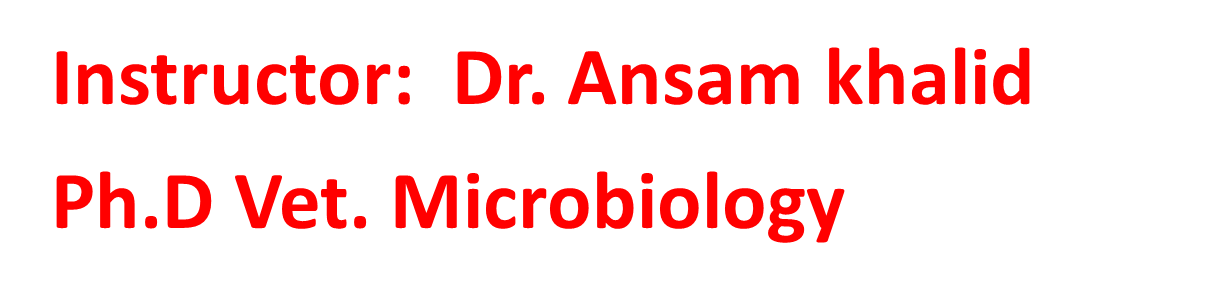 Instructor:  Dr. Ansam khalid
Ph.D Vet. Microbiology